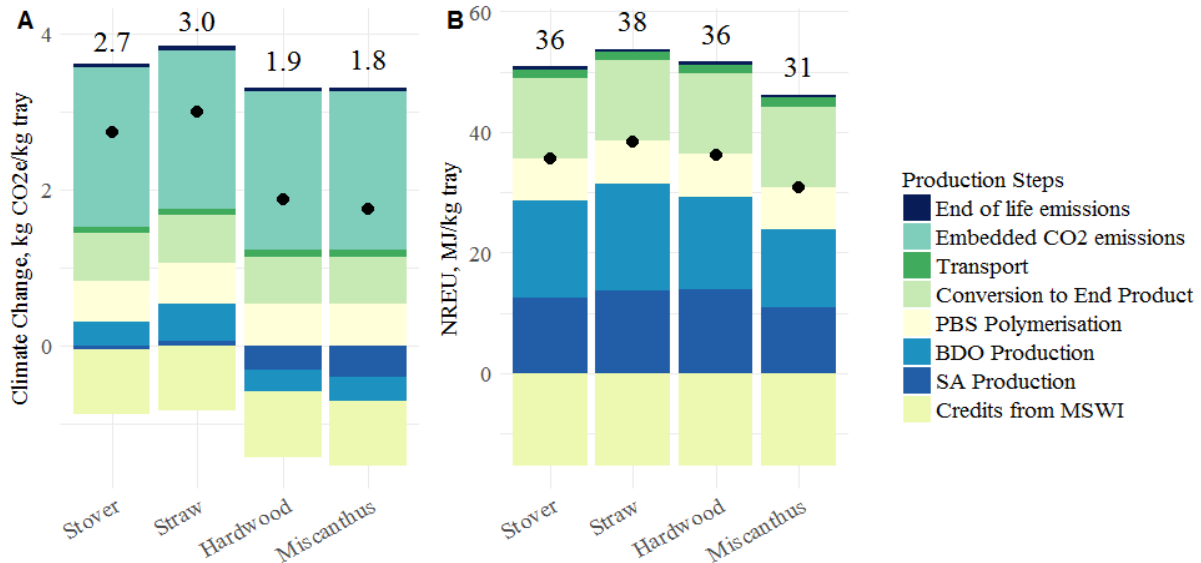 A
Climate Change, kg CO2e/kg tray
4
2
0
2.7
3.0
1.9
1.8
Stover
Straw
Hardwood
Miscanthus
B
NREU, MJ/kg tray
60
40
20
0
36
38
36
31
Stover
Straw
Hardwood
Miscanthus
Production Steps
End of life emissions
Embedded CO2 emissions
Transport
Conversion to End Product
PBS Polymerisation
BDO Production
SA Production
Credits from MSWI